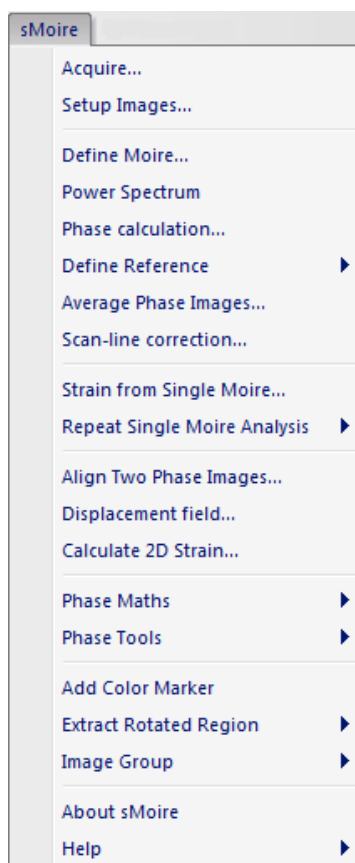 sMoire
Acquire...
Setup Images...
Define Moire...
Power Spectrum
Phase calculation...
Define Reference
Average Phase Images...
Scan-line correction...
Strain from Single Moire...
Repeat Single Moire Analysis
Align Two Phase Images...
Displacement field...
Calculate 2D Strain...
Phase Maths
Phase Tools
Add Color Marker
Extract Rotated Region
Image Group
About sMoire
Help